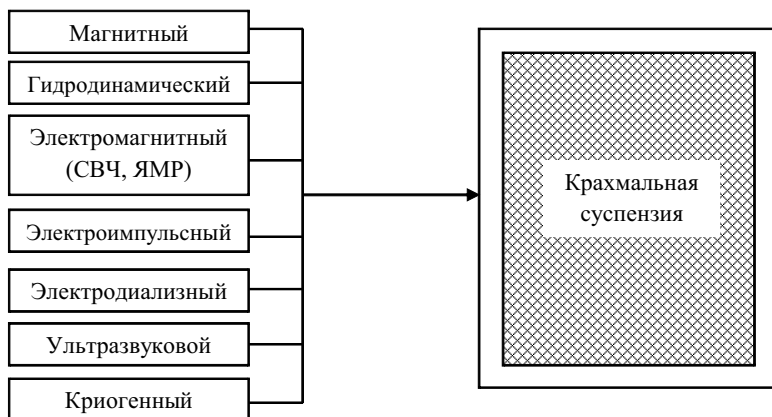 Магнитный
Гидродинамический
Электромагнитный
(СВЧ, ЯМР)
Электроимпульсный
Электродиализный
Ультразвуковой
Криогенный
Крахмальная
суспензия